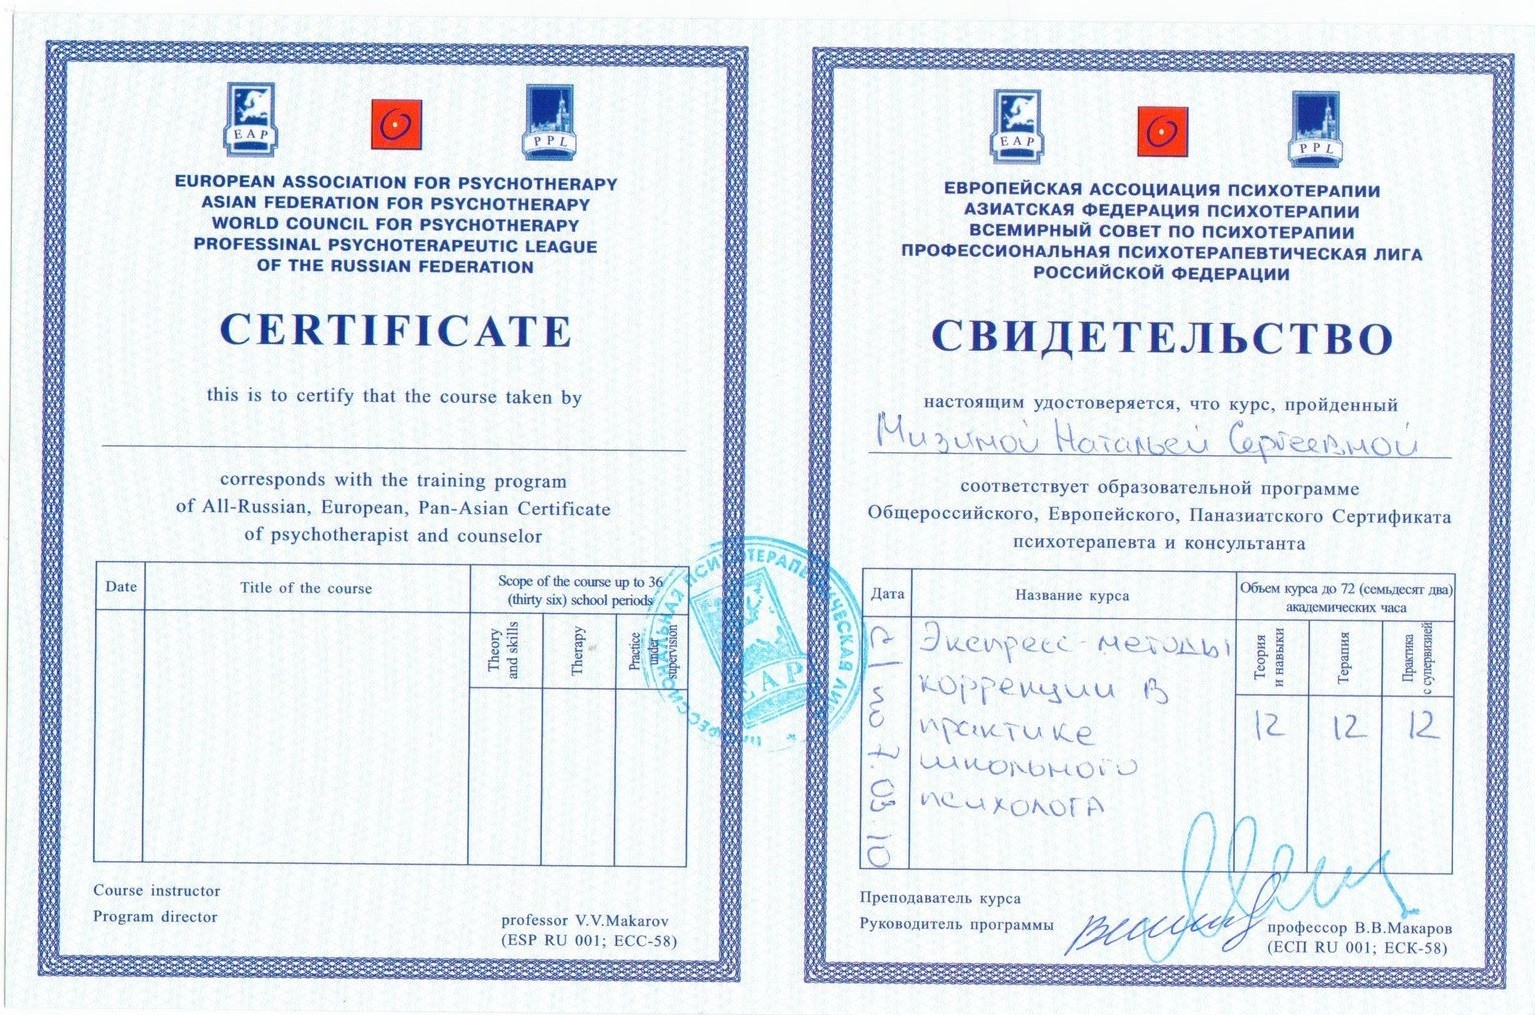 EAP
PPL
EUROPEAN ASSOCIATION FOR PSYCHOTHERAPY
ASIAN FEDERATION FOR PSYCHOTHERAPY
WORLD COUNCIL FOR PSYCHOTHERAPY
PROFESSINAL PSYCHOTERAPEUTIC LEAGUE
OF THE RUSSIAN FEDERATION
CERTIFICATE
this is to certify that the course taken by
corresponds with the training program
of All-Russian, European, Pan-Asian Certificate
of psychotherapist and counselor
Date
Title of the course
Scope of the course up to 36
(thirty six) school periods
Theory
and skills
Therapy
Practice
under
supervision
Course instructor
Program director
professor V.V.Makarov
(ESP RU 001; ECC-58)
EAP
EAP
PPL
ЕВРОПЕЙСКАЯ АССОЦИАЦИЯ ПСИХОТЕРАПИИ
АЗИАТСКАЯ ФЕДЕРАЦИЯ ПСИХОТЕРАПИИ
ВСЕМИРНЫЙ СОВЕТ ПО ПСИХОТЕРАПИИ
ПРОФЕССИОНАЛЬНАЯ ПСИХОТЕРАПЕВТИЧЕСКАЯ ЛИГА
РОССИЙСКОЙ ФЕДЕРАЦИИ
СВИДЕТЕЛЬСТВО
настоящим удостоверяется, что курс, пройденный
Мизиной Натальей Сергеевной
соответствует образовательной программе
Общероссийского, Европейского, Паназиатского Сертификата
психотерапевта и консультанта
Дата
Название курса
Объем курса до 72 (семьдесят два)
академических часа
Теория
и навыки
Терапия
Практика
с супервизией
Экспресс-методы
коррекции в
практике
школьного
психолога
12
12
12
Преподаватель курса
Руководитель программы
профессор В.В.Макаров
(ЕСП RU 001; ЕСК-58)